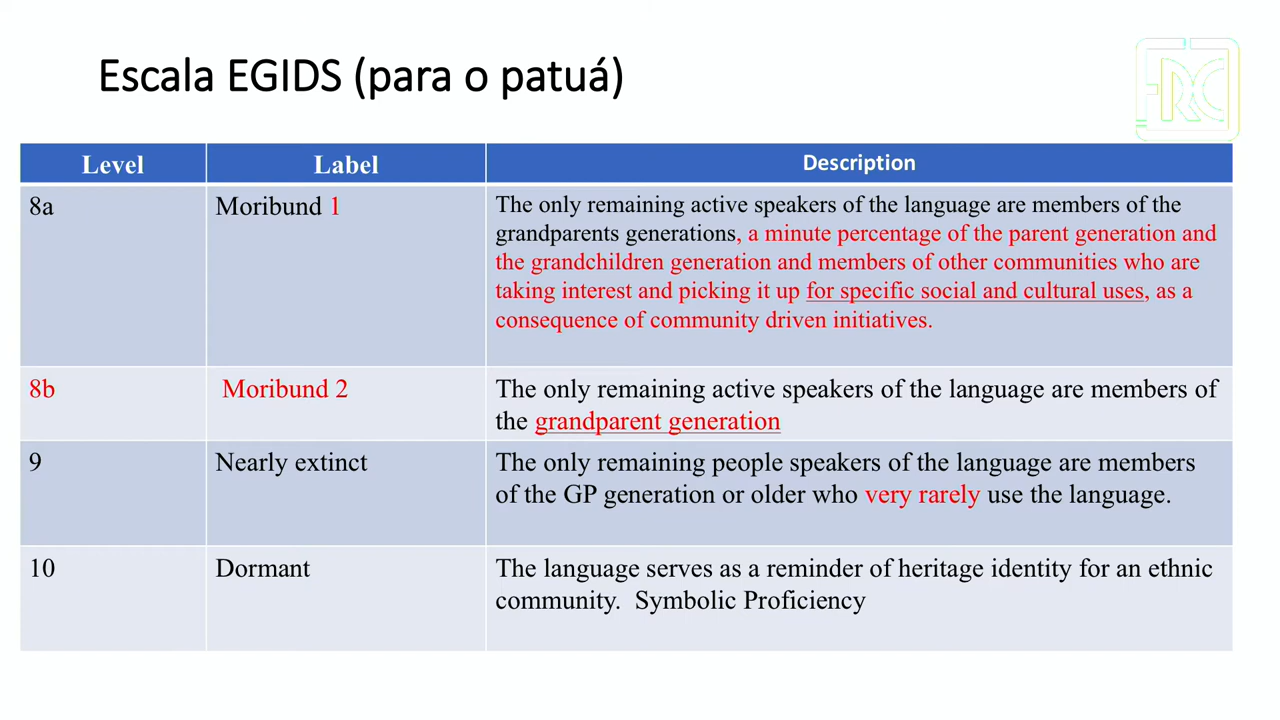 Escala EGIDS (para o patuá)
FRC
Level
Label
Description
8a
Moribund 1
The only remaining active speakers of the language are members of the
grandparents generations, a minute percentage of the parent generation and
the grandchildren generation and members of other communities who are
taking interest and picking it up for specific social and cultural uses, as a
consequence of community driven initiatives.
8b
Moribund 2
The only remaining active speakers of the language are members of
the grandparent generation
9
Nearly extinct
The only remaining people speakers of the language are members
of the GP generation or older who very rarely use the language.
10
Dormant
The language serves as a reminder of heritage identity for an ethnic
community. Symbolic Proficiency